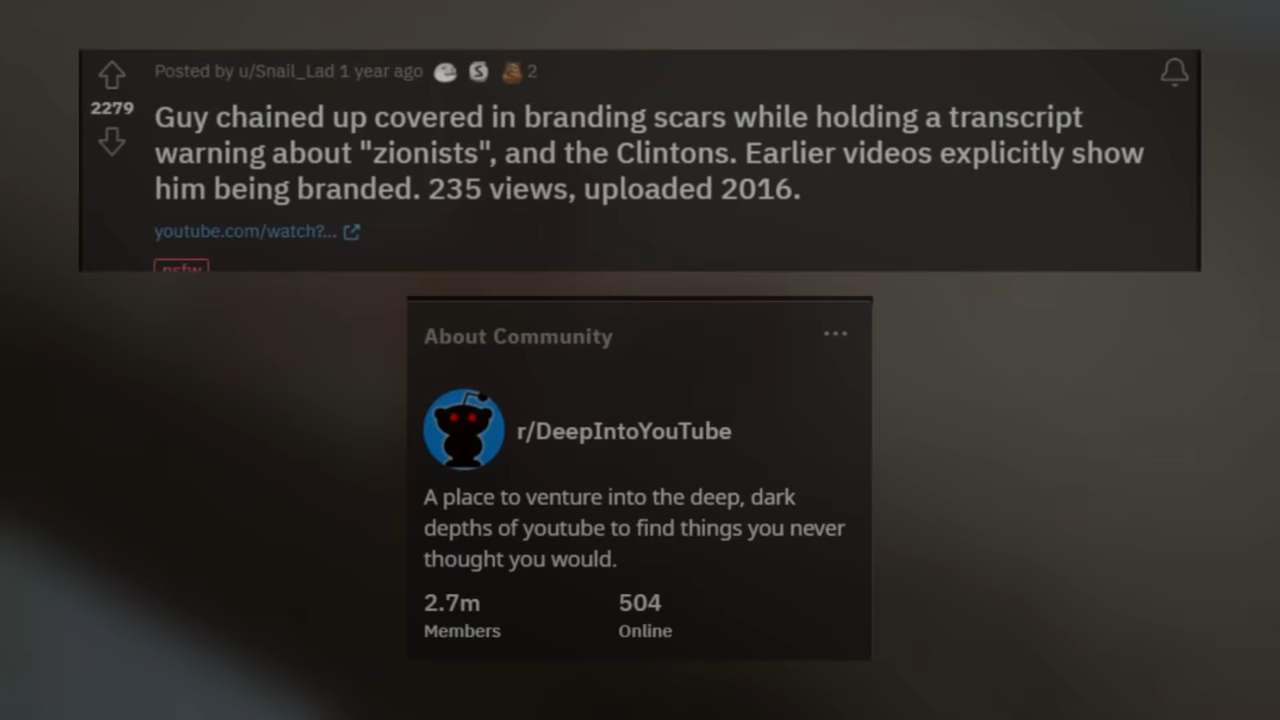 Posted by u/Snail_Lad 1 year ago 2
2279
Guy chained up covered in branding scars while holding a transcript
warning about "zionists", and the Clintons. Earlier videos explicitly show
him being branded. 235 views, uploaded 2016.
youtube.com/watch?...
nsfw
About Community
r/DeepIntoYouTube
A place to venture into the deep, dark
depths of youtube to find things you never
thought you would.
2.7m 504
Members Online